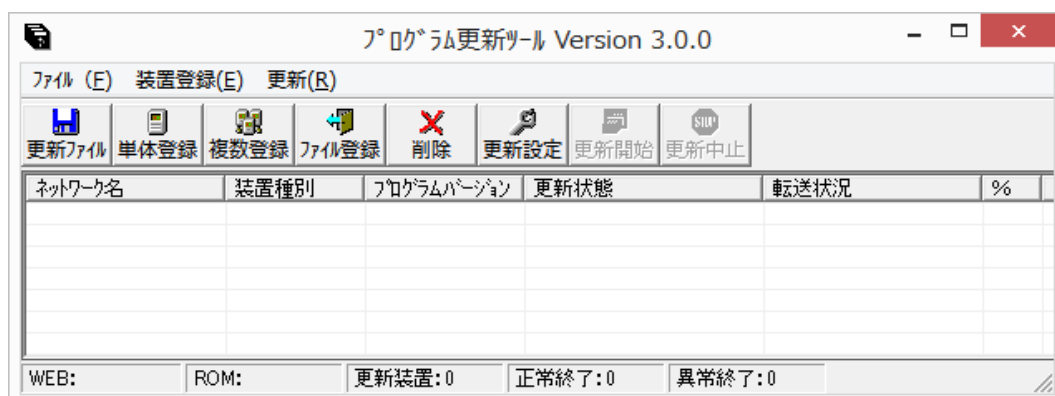 ﾌﾟﾛｸﾞﾗﾑ更新ﾂｰﾙ Version 3.0.0
ﾌｧｲﾙ (F) 装置登録(E) 更新(R)
更新ﾌｧｲﾙ 単体登録 複数登録 ﾌｧｲﾙ登録 削除 更新設定 更新開始 更新中止
ﾈｯﾄﾜｰｸ名 装置種別 ﾌﾟﾛｸﾞﾗﾑﾊﾞｰｼﾞｮﾝ 更新状態 転送状況 %
WEB: ROM: 更新装置:0 正常終了:0 異常終了:0